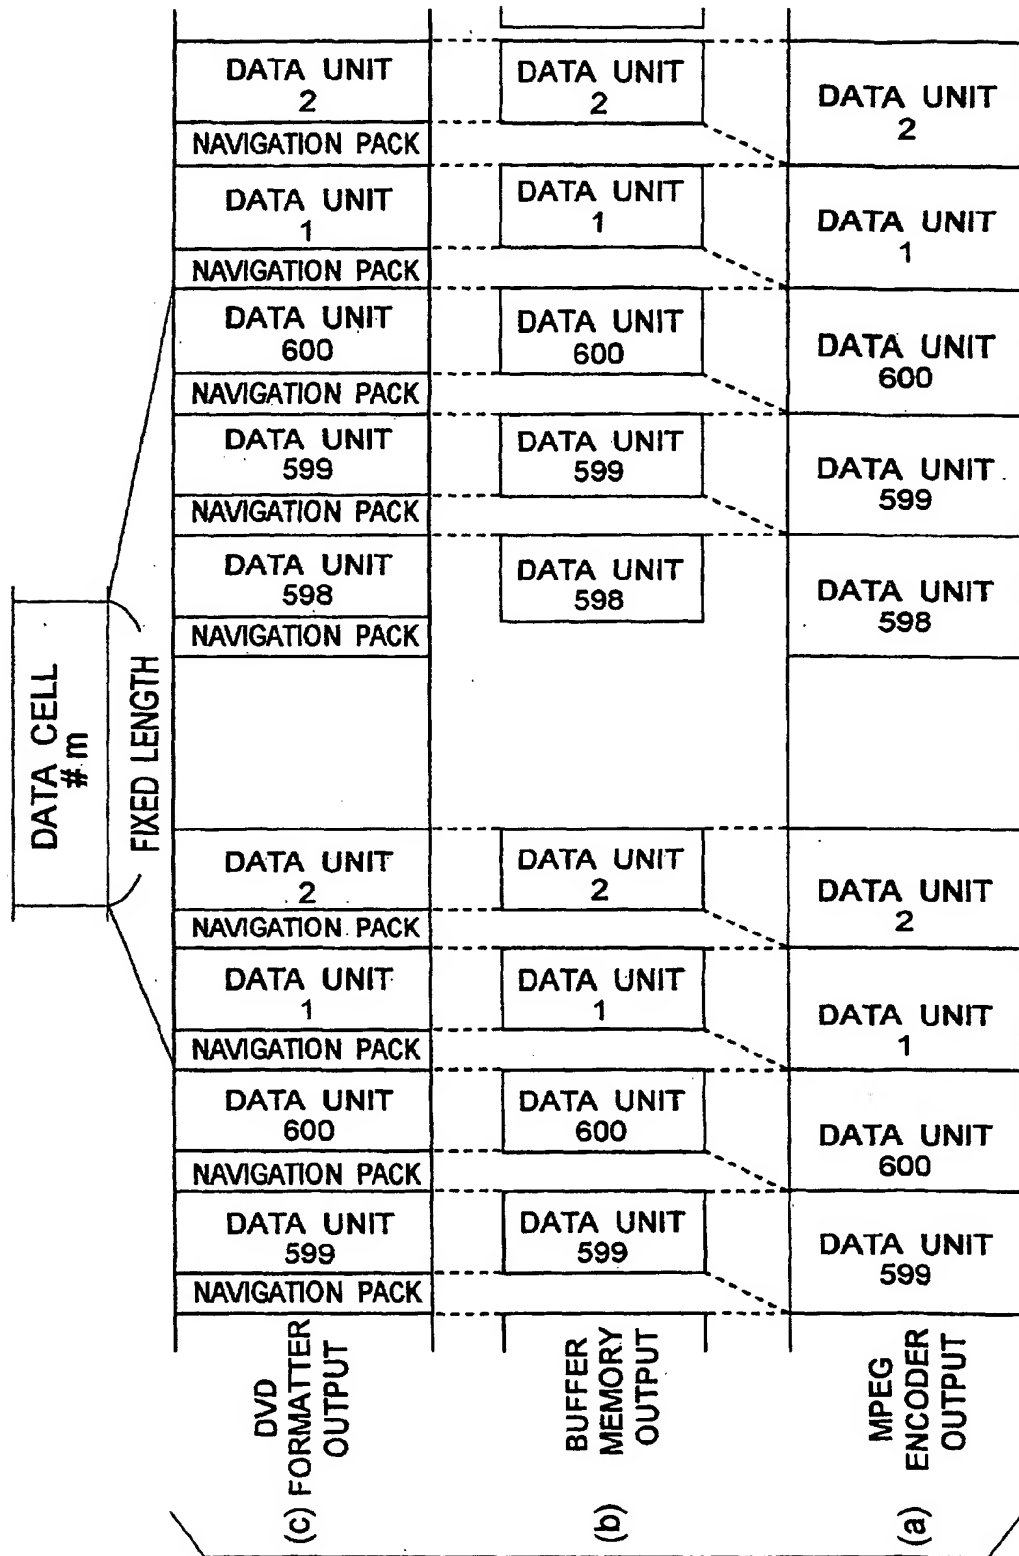 DATA CELL
# m
FIXED LENGTH
DATA UNIT
2
NAVIGATION PACK
DATA UNIT
1
NAVIGATION PACK
DATA UNIT
600
NAVIGATION PACK
DATA UNIT
599
NAVIGATION PACK
DATA UNIT
598
NAVIGATION PACK
DATA UNIT
2
NAVIGATION PACK
DATA UNIT
1
NAVIGATION PACK
DATA UNIT
600
NAVIGATION PACK
DATA UNIT
599
NAVIGATION PACK
DVD
(c) FORMATTER
OUTPUT
DATA UNIT
2
DATA UNIT
1
DATA UNIT
600
DATA UNIT
599
DATA UNIT
598
DATA UNIT
2
DATA UNIT
1
DATA UNIT
600
DATA UNIT
599
BUFFER
(b) MEMORY
OUTPUT
DATA UNIT
2
DATA UNIT
1
DATA UNIT
600
DATA UNIT
599
DATA UNIT
598
DATA UNIT
2
DATA UNIT
1
DATA UNIT
600
DATA UNIT
599
MPEG
(a) ENCODER
OUTPUT